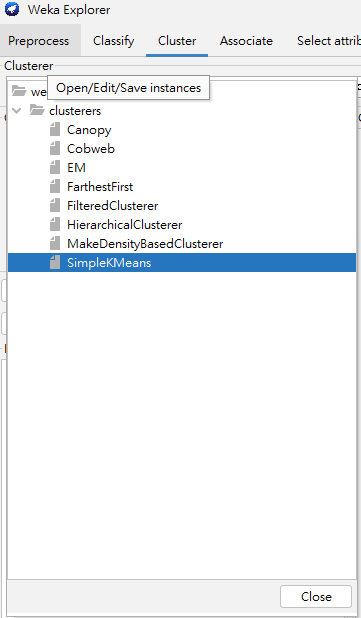 Weka Explorer
Preprocess Classify Cluster Associate Select attrib
Clusterer
we
Open/Edit/Save instances
clusterers
Canopy
Cobweb
EM
FarthestFirst
FilteredClusterer
HierarchicalClusterer
MakeDensityBasedClusterer
SimpleKMeans
Close